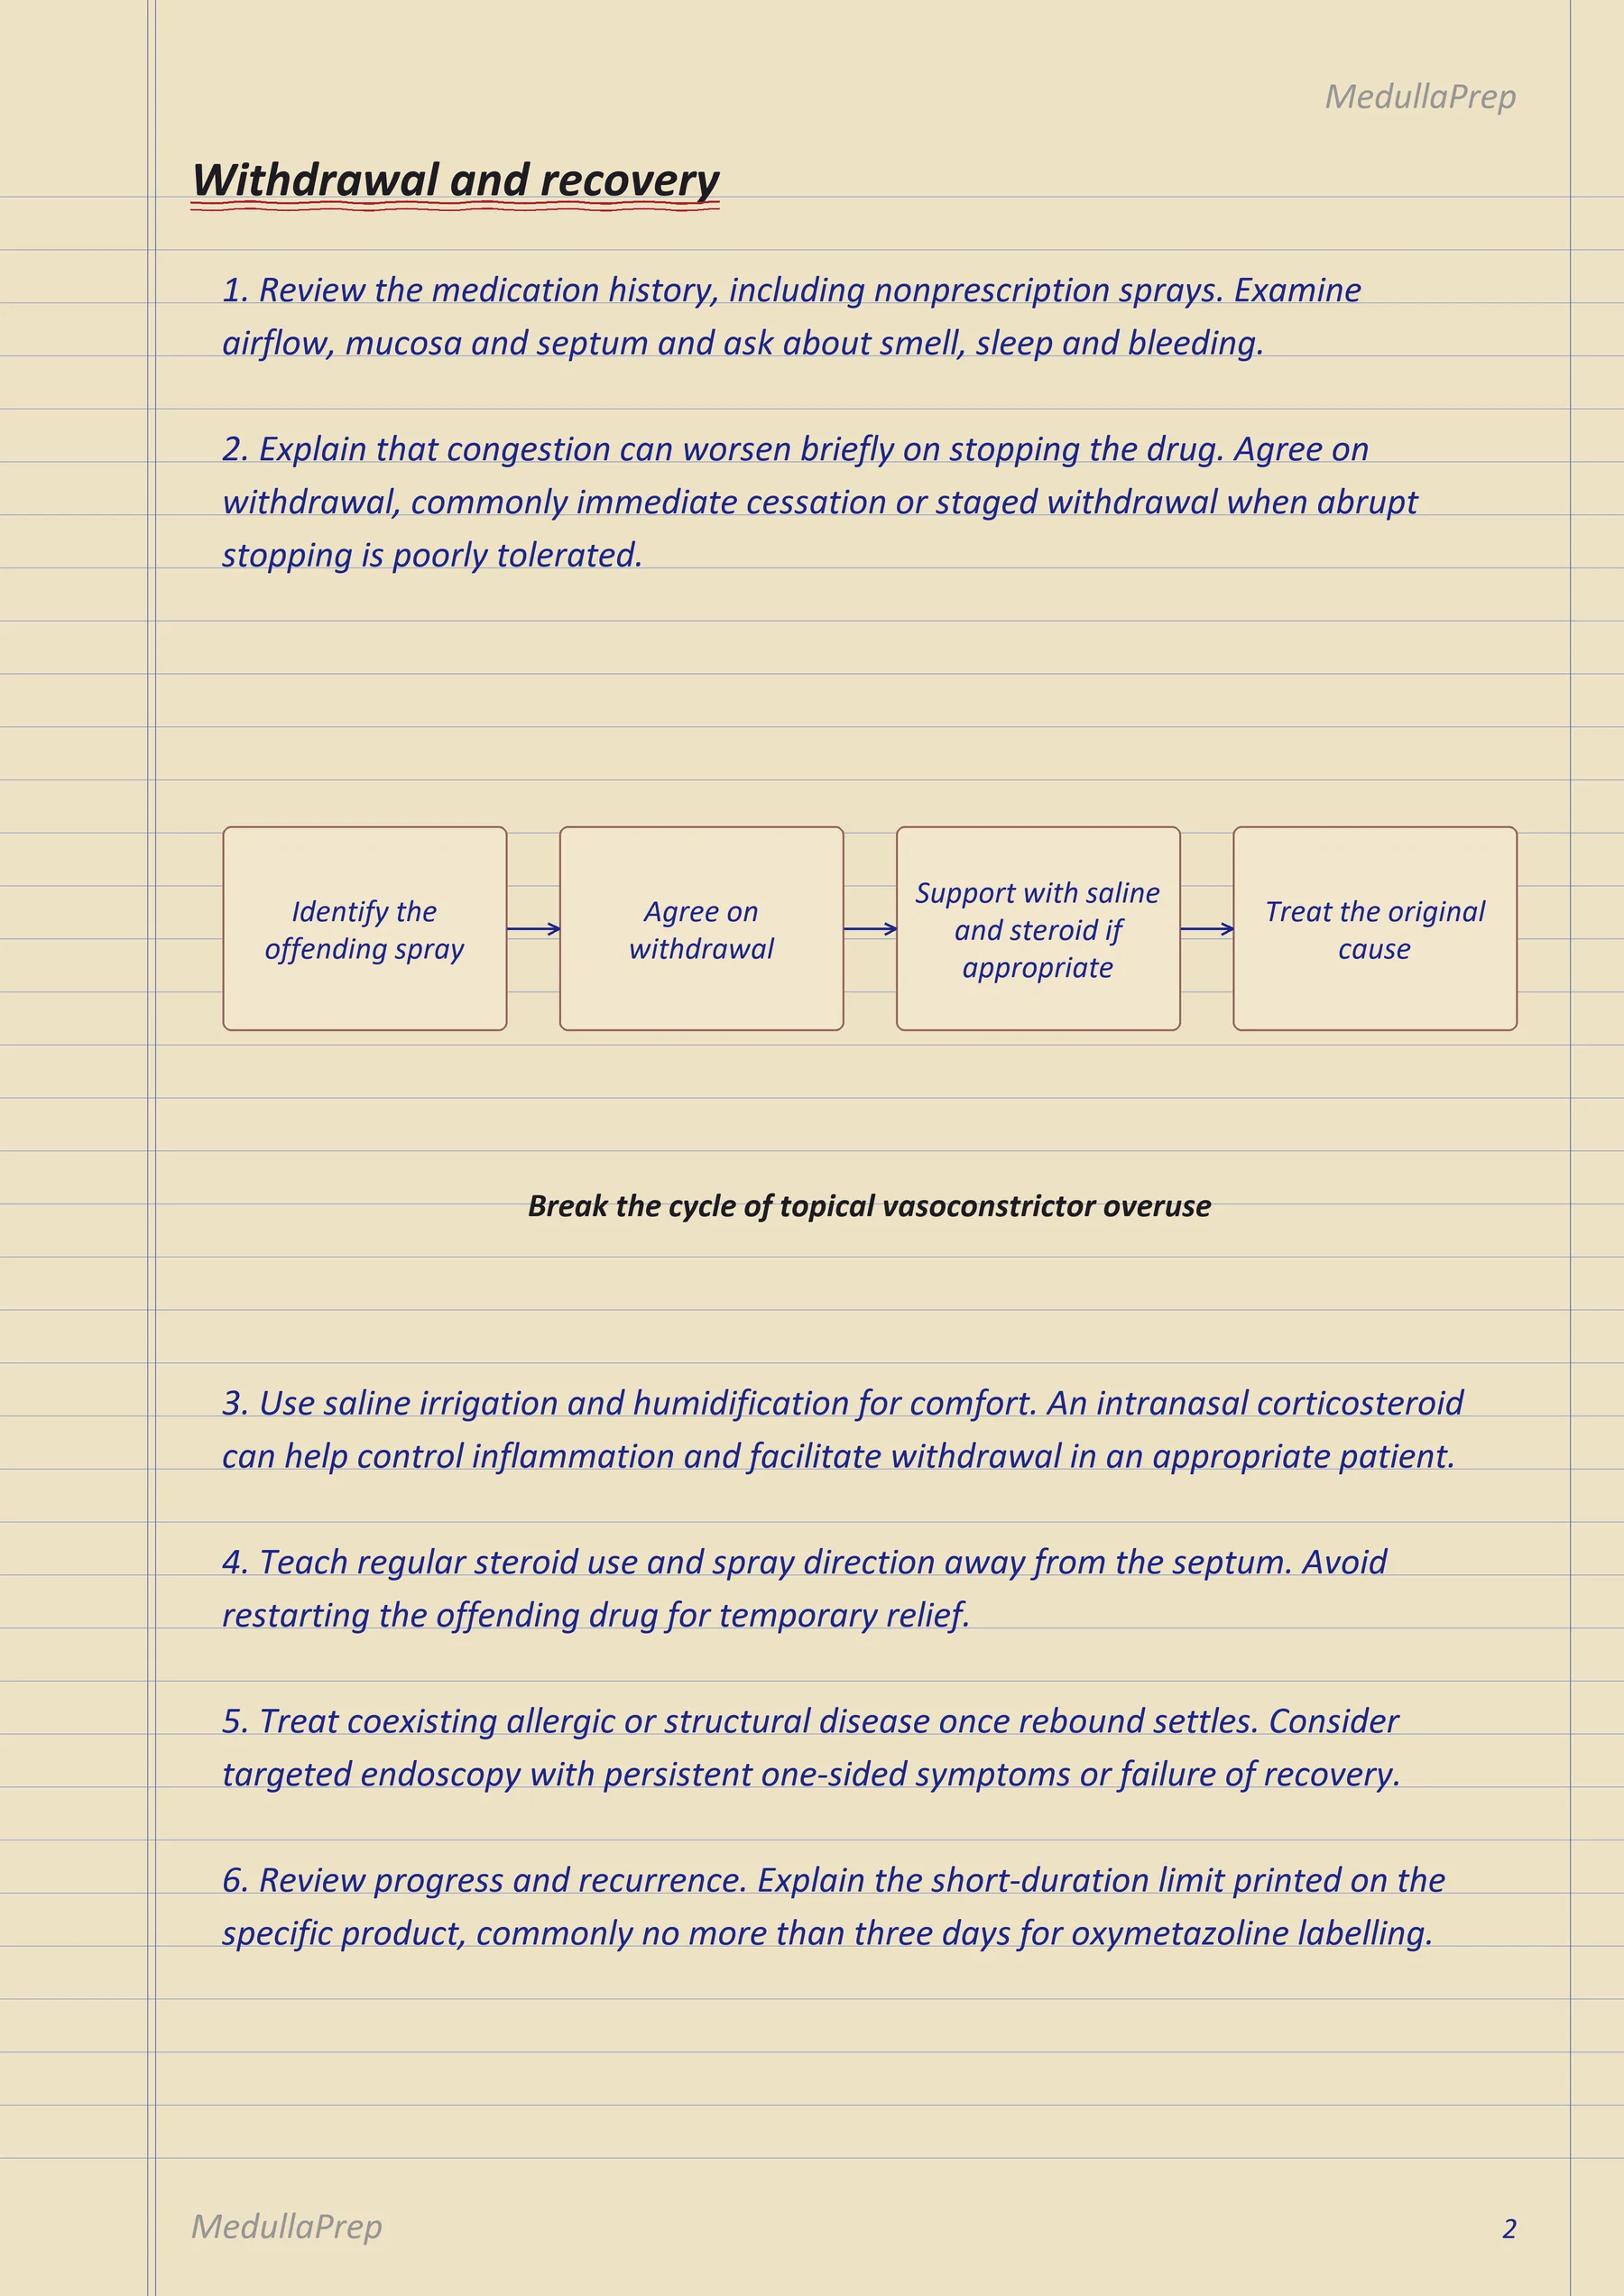 MedullaPrep
Withdrawal and recovery
1. Review the medication history, including nonprescription sprays. Examine
airflow, mucosa and septum and ask about smell, sleep and bleeding.
2. Explain that congestion can worsen briefly on stopping the drug. Agree on
withdrawal, commonly immediate cessation or staged withdrawal when abrupt
stopping is poorly tolerated.
Identify the
offending spray
Agree on
withdrawal
Support with saline
and steroid if
appropriate
Treat the original
cause
Break the cycle of topical vasoconstrictor overuse
3. Use saline irrigation and humidification for comfort. An intranasal corticosteroid
can help control inflammation and facilitate withdrawal in an appropriate patient.
4. Teach regular steroid use and spray direction away from the septum. Avoid
restarting the offending drug for temporary relief.
5. Treat coexisting allergic or structural disease once rebound settles. Consider
targeted endoscopy with persistent one-sided symptoms or failure of recovery.
6. Review progress and recurrence. Explain the short-duration limit printed on the
specific product, commonly no more than three days for oxymetazoline labelling.
MedullaPrep
2